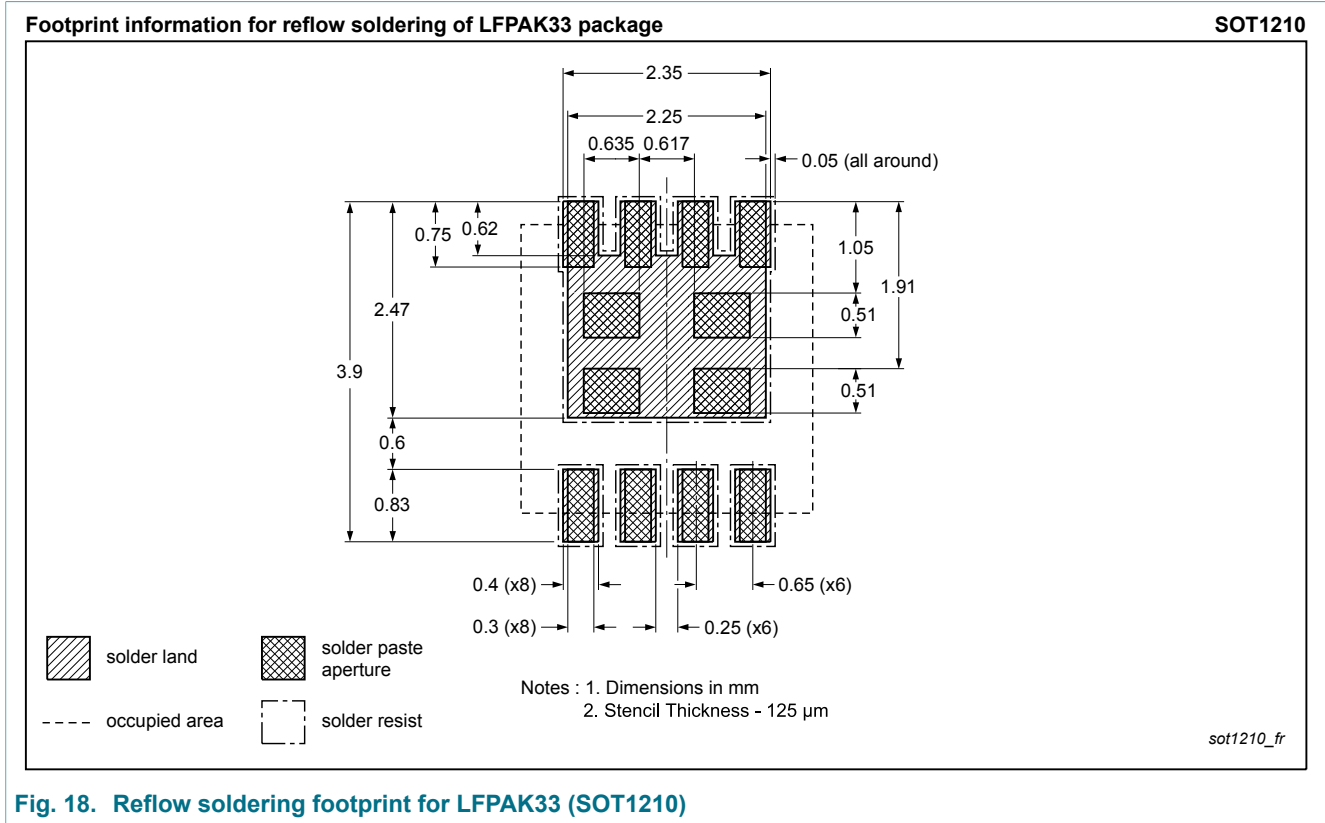 Footprint information for reflow soldering of LFPAK33 package SOT1210
2.35
2.25
0.635 0.617
0.05 (all around)
0.75 0.62
1.05
1.91
2.47
0.51
3.9
0.51
0.6
0.83
0.4 (x8) 0.65 (x6)
0.3 (x8) 0.25 (x6)
solder land
solder paste
aperture
occupied area
solder resist
Notes : 1. Dimensions in mm
2. Stencil Thickness - 125 μm
sot1210_fr
Fig. 18. Reflow soldering footprint for LFPAK33 (SOT1210)